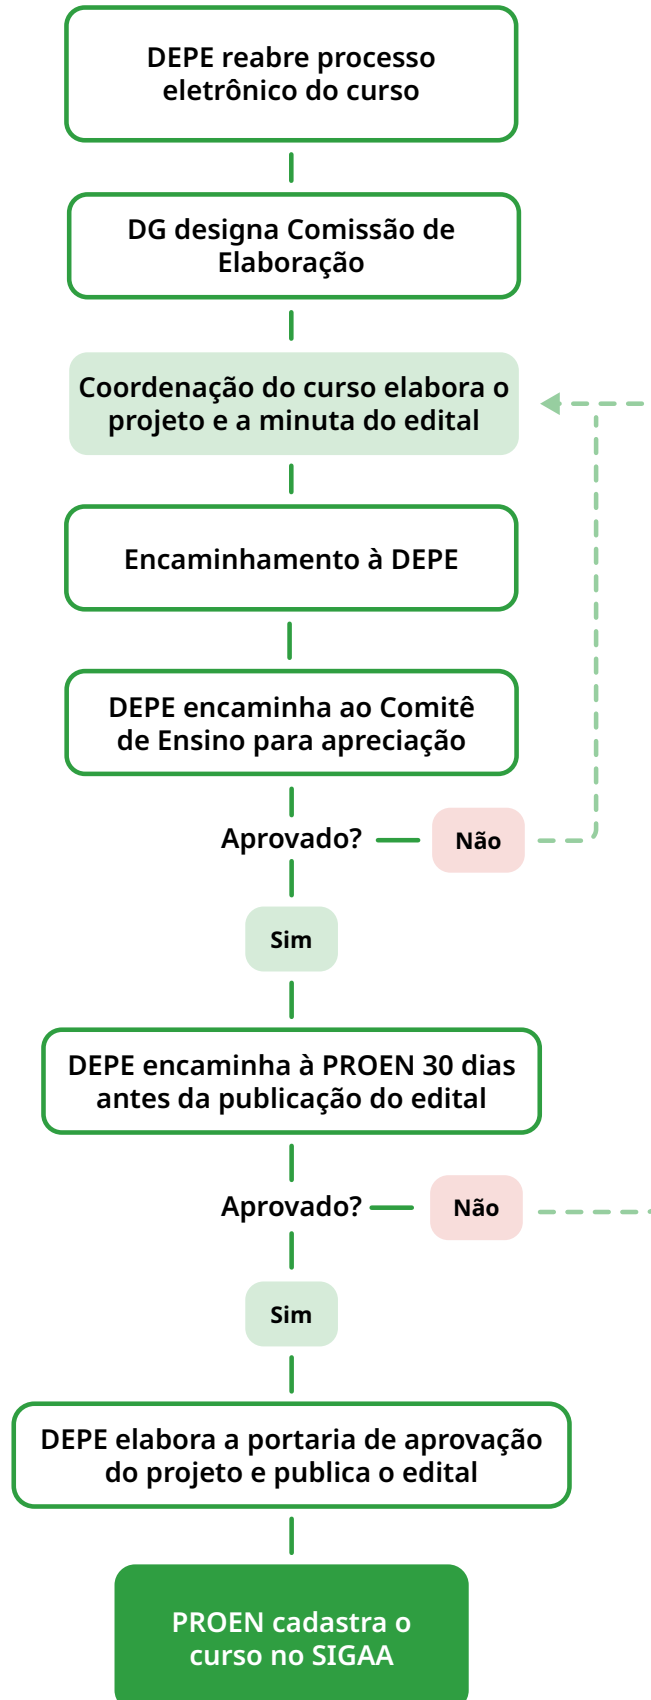 DEPE reabre processo
eletrônico do curso
DG designa Comissão de
Elaboração
Coordenação do curso elabora o
projeto e a minuta do edital
Encaminhamento à DEPE
DEPE encaminha ao Comitê
de Ensino para apreciação
Aprovado?
Não
Sim
DEPE encaminha à PROEN 30 dias
antes da publicação do edital
Aprovado?
Não
Sim
DEPE elabora a portaria de aprovação
do projeto e publica o edital
PROEN cadastra o
curso no SIGAA